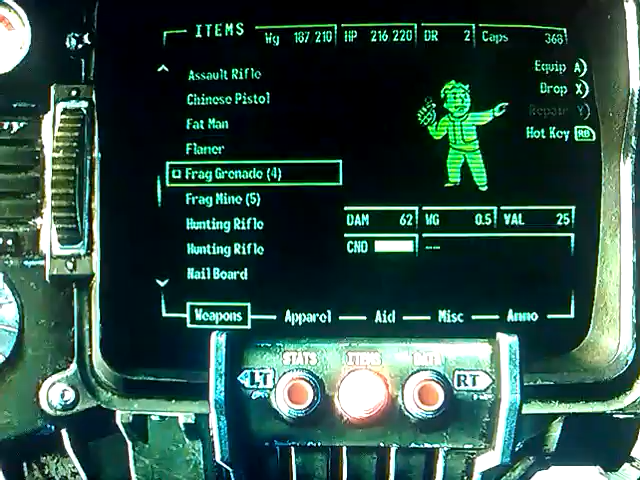 ITEMS
Wg 187 210 HP 216 220 DR 2 Caps 368
Assault Rifle
Chinese Pistol
Fat Man
Flamer
Frag Grenade (4)
Frag Mine (5)
Hunting Rifle
Hunting Rifle
Nail Board
Equip A)
Drop X)
Repair Y)
Hot Key RB
DAM 62 WG 0.5 VAL 25
CND --
Weapons Apparel Aid Misc Ammo
STATS ITEMS DATA
LT RT